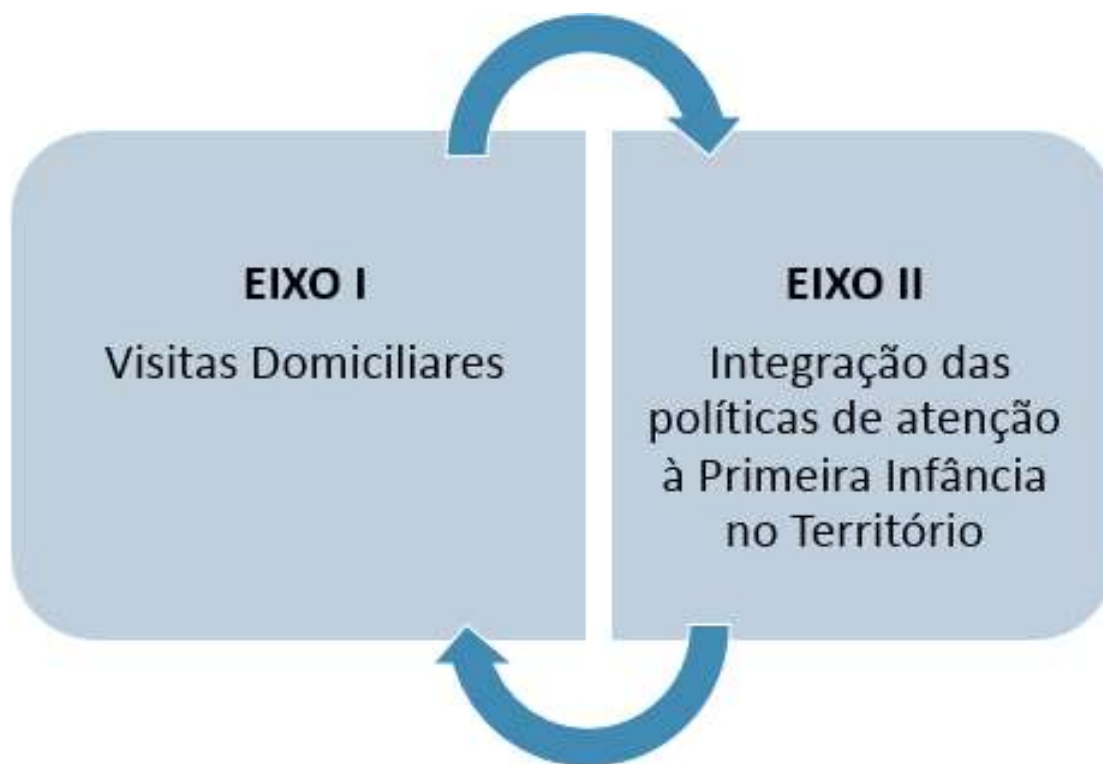 EIXO I
Visitas Domiciliares
EIXO II
Integração das
políticas de atenção
à Primeira Infância
no Território